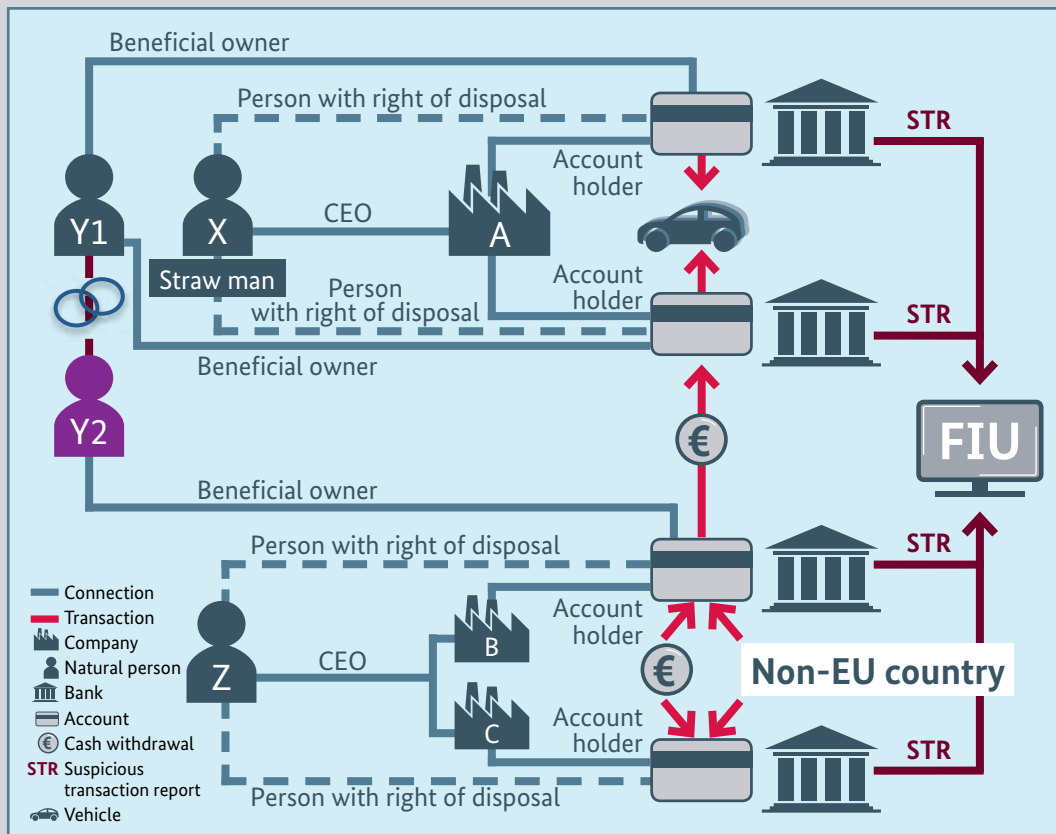 Beneficial owner
Person with right of disposal
STR
Account
holder
Y1
X
CEO
A
Straw man
Account
holder
Person
with right of disposal
STR
Beneficial owner
Y2
€
FIU
Beneficial owner
Person with right of disposal
STR
Connection
Transaction
Company
Natural person
Bank
Account
€ Cash withdrawal
STR Suspicious
transaction report
Vehicle
B
Account
holder
Z
CEO
€
Non-EU country
C
Account
holder
STR
Person with right of disposal